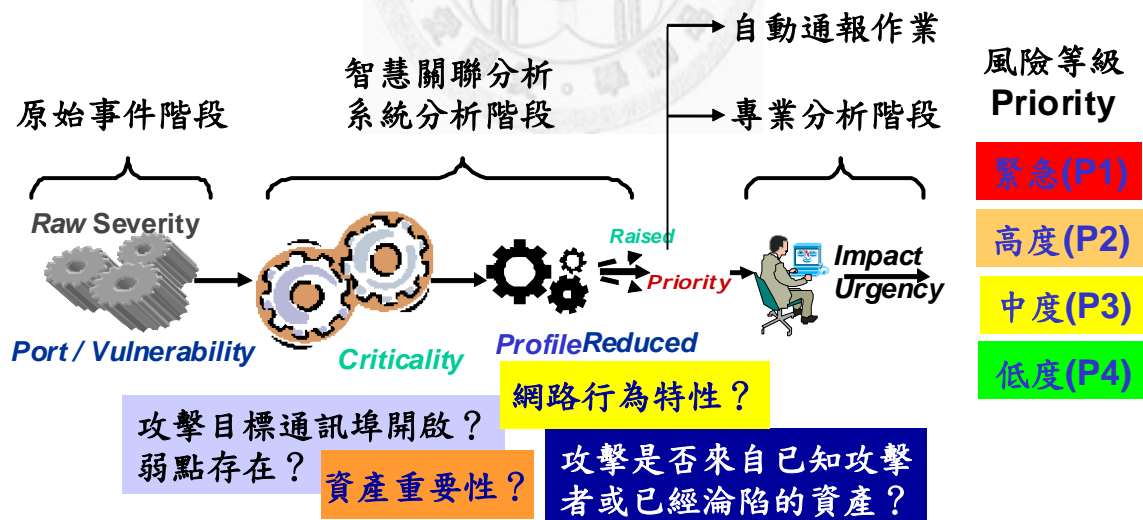 自動通報作業
智慧關聯分析
系統分析階段
原始事件階段
專業分析階段
風險等級
Priority
緊急(P1)
高度(P2)
中度(P3)
低度(P4)
Raw Severity
Raised
Priority
Impact
Urgency
Port / Vulnerability
Criticality
ProfileReduced
網路行為特性？
攻擊目標通訊埠開啟？
弱點存在？
資產重要性？
攻擊是否來自已知攻擊
者或已經淪陷的資產？